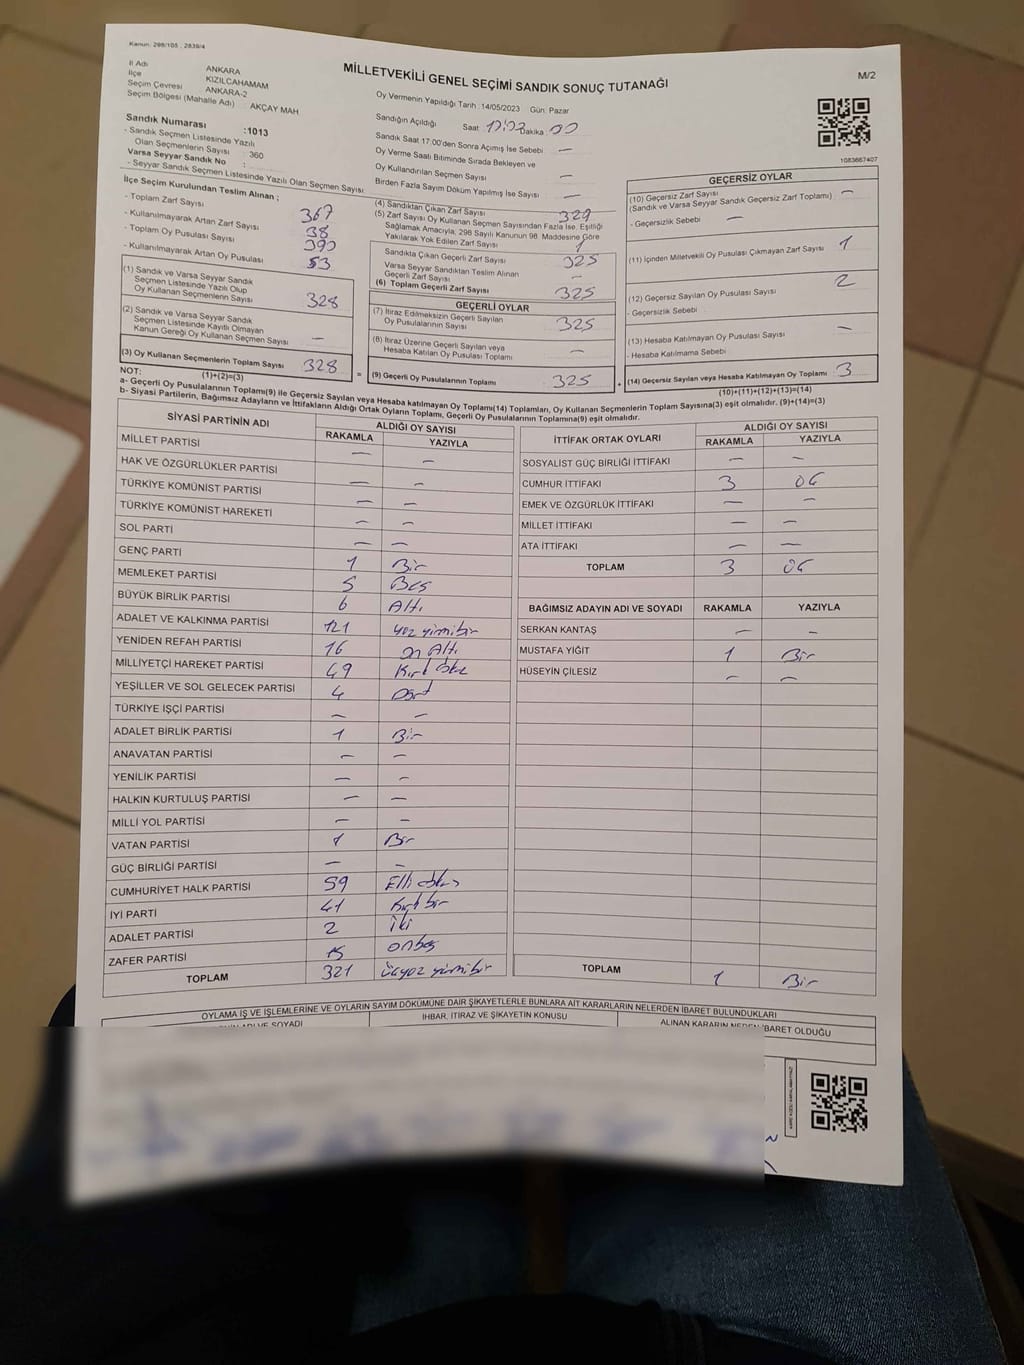 Kanun: 298/105 ; 2839/4
MİLLETVEKİLİ GENEL SEÇİMİ SANDIK SONUÇ TUTANAĞI
M/2
İl Adı ANKARA
İlçe KIZILCAHAMAM
Seçim Çevresi ANKARA-2
Seçim Bölgesi (Mahalle Adı) : AKÇAY MAH
Sandık Numarası :1013
- Sandık Seçmen Listesinde Yazılı
Olan Seçmenlerin Sayısı : 360
Varsa Seyyar Sandık No :
- Seyyar Sandık Seçmen Listesinde Yazılı Olan Seçmen Sayısı
Oy Vermenin Yapıldığı Tarih :14/05/2023 Gün: Pazar
Sandığın Açıldığı Saat Dakika : 00
Sandık Saat 17:00'den Sonra Açımış İse Sebebi —
Oy Verme Saati Bitiminde Sırada Bekleyen ve
Oy Kullandırılan Seçmen Sayısı —
Birden Fazla Sayım Döküm Yapılmış İse Sayısı —
1083667407
İlçe Seçim Kurulundan Teslim Alınan ;
- Toplam Zarf Sayısı 367
- Kullanılmayarak Artan Zarf Sayısı 38
- Toplam Oy Pusulası Sayısı 390
- Kullanılmayarak Artan Oy Pusulası 53
(1) Sandık ve Varsa Seyyar Sandık
Seçmen Listesinde Yazılı Olup
Oy Kullanan Seçmenlerin Sayısı 328
(2) Sandık ve Varsa Seyyar Sandık
Seçmen Listesinde Kayıtlı Olmayan
Kanun Gereği Oy Kullanan Seçmen Sayısı —
(3) Oy Kullanan Seçmenlerin Toplam Sayısı 328
(1)+(2)=(3)
(4) Sandıktan Çıkan Zarf Sayısı 329
(5) Zarf Sayısı Oy Kullanan Seçmen Sayısından Fazla İse, Eşitliği
Sağlamak Amacıyla, 298 Sayılı Kanunun 98. Maddesine Göre
Yakılarak Yok Edilen Zarf Sayısı 1
Sandıkta Çıkan Geçerli Zarf Sayısı 325
Varsa Seyyar Sandıktan Teslim Alınan
Geçerli Zarf Sayısı —
(6) Toplam Geçerli Zarf Sayısı 325
GEÇERLİ OYLAR
(7) İtiraz Edilmeksizin Geçerli Sayılan
Oy Pusulalarının Sayısı 325
(8) İtiraz Üzerine Geçerli Sayılan veya
Hesaba Katılan Oy Pusulası Toplamı —
= (9) Geçerli Oy Pusulalarının Toplamı 325
GEÇERSİZ OYLAR
(10) Geçersiz Zarf Sayısı
(Sandık ve Varsa Seyyar Sandık Geçersiz Zarf Toplamı) —
- Geçersizlik Sebebi —
(11) İçinden Milletvekili Oy Pusulası Çıkmayan Zarf Sayısı 1
(12) Geçersiz Sayılan Oy Pusulası Sayısı 2
- Geçersizlik Sebebi
(13) Hesaba Katılmayan Oy Pusulası Sayısı —
- Hesaba Katılmama Sebebi
+ (14) Geçersiz Sayılan veya Hesaba Katılmayan Oy Toplamı 3
(10)+(11)+(12)+(13)=(14)
NOT:
a- Geçerli Oy Pusulalarının Toplamı(9) ile Geçersiz Sayılan veya Hesaba katılmayan Oy Toplamı(14) Toplamları, Oy Kullanan Seçmenlerin Toplam Sayısına(3) eşit olmalıdır. (9)+(14)=(3)
b- Siyasi Partilerin, Bağımsız Adayların ve İttifakların Aldığı Ortak Oyların Toplamı, Geçerli Oy Pusulalarının Toplamına(9) eşit olmalıdır.
SİYASİ PARTİNİN ADI ALDIĞI OY SAYISI
RAKAMLA YAZIYLA
MİLLET PARTİSİ — —
HAK VE ÖZGÜRLÜKLER PARTİSİ — —
TÜRKİYE KOMÜNİST PARTİSİ — —
TÜRKİYE KOMÜNİST HAREKETİ — —
SOL PARTİ — —
GENÇ PARTİ 1 Bir
MEMLEKET PARTİSİ 5 Beş
BÜYÜK BİRLİK PARTİSİ 6 Altı
ADALET VE KALKINMA PARTİSİ 121 yüz yirmibir
YENİDEN REFAH PARTİSİ 16 on Altı
MİLLİYETÇİ HAREKET PARTİSİ 49 Kırk dokuz
YEŞİLLER VE SOL GELECEK PARTİSİ 4 Dört
TÜRKİYE İŞÇİ PARTİSİ — —
ADALET BİRLİK PARTİSİ 1 Bir
ANAVATAN PARTİSİ — —
YENİLİK PARTİSİ — —
HALKIN KURTULUŞ PARTİSİ — —
MİLLİ YOL PARTİSİ — —
VATAN PARTİSİ 1 Bir
GÜÇ BİRLİĞİ PARTİSİ — —
CUMHURİYET HALK PARTİSİ 59 Elli dokuz
İYİ PARTİ 41 Kırk bir
ADALET PARTİSİ 2 İki
ZAFER PARTİSİ 15 onbeş
TOPLAM 321 üçyüz yirmibir
İTTİFAK ORTAK OYLARI ALDIĞI OY SAYISI
RAKAMLA YAZIYLA
SOSYALİST GÜÇ BİRLİĞİ İTTİFAKI — —
CUMHUR İTTİFAKI 3 ÜÇ
EMEK VE ÖZGÜRLÜK İTTİFAKI — —
MİLLET İTTİFAKI — —
ATA İTTİFAKI — —
TOPLAM 3 ÜÇ
BAĞIMSIZ ADAYIN ADI VE SOYADI RAKAMLA YAZIYLA
SERKAN KANTAŞ — —
MUSTAFA YİĞİT 1 Bir
HÜSEYİN ÇİLESİZ — —
TOPLAM 1 Bir
OYLAMA İŞ VE İŞLEMLERİNE VE OYLARIN SAYIM DÖKÜMÜNE DAİR ŞİKAYETLERLE BUNLARA AİT KARARLARIN NELERDEN İBARET BULUNDUKLARI
ADI VE SOYADI İHBAR, İTİRAZ VE ŞİKAYETİN KONUSU ALINAN KARARIN NEDEN İBARET OLDUĞU